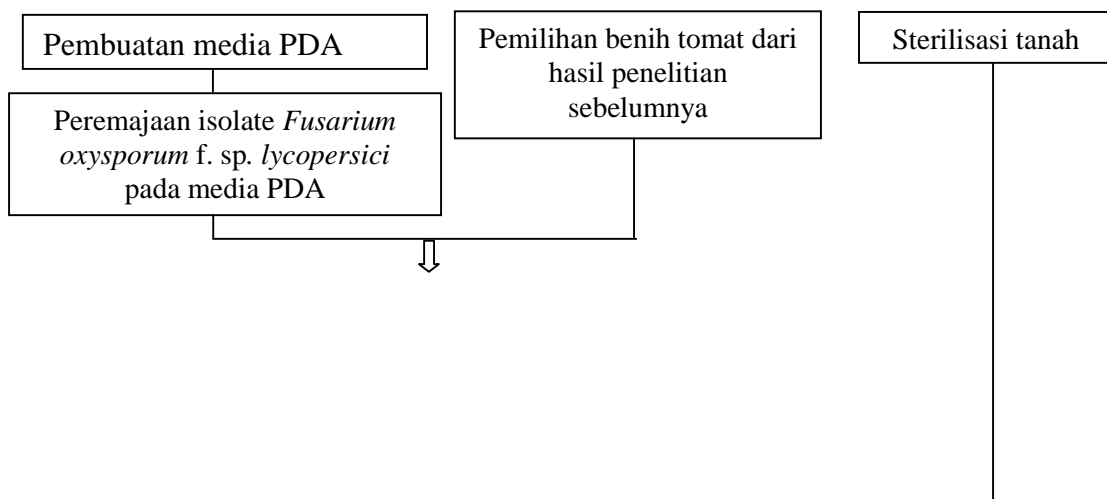 Pembuatan media PDA
Peremajaan isolate Fusarium
oxysporum f. sp. lycopersici
pada media PDA
Pemilihan benih tomat dari
hasil penelitian
sebelumnya
Sterilisasi tanah